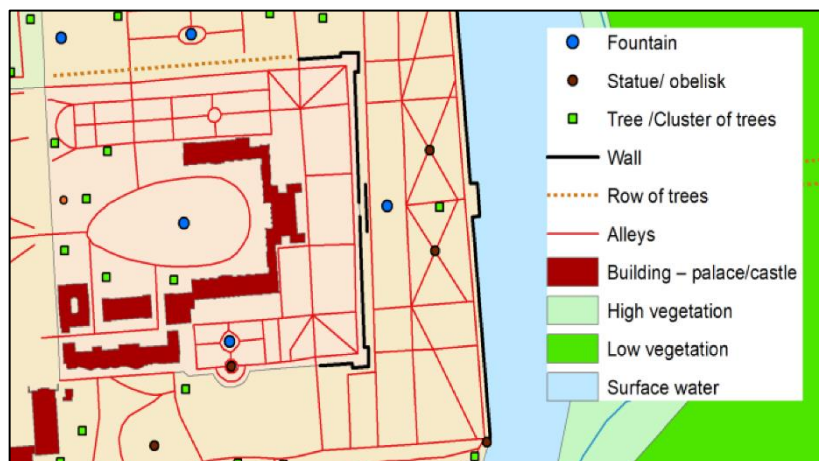 Fountain
Statue/ obelisk
Tree /Cluster of trees
Wall
Row of trees
Alleys
Building – palace/castle
High vegetation
Low vegetation
Surface water